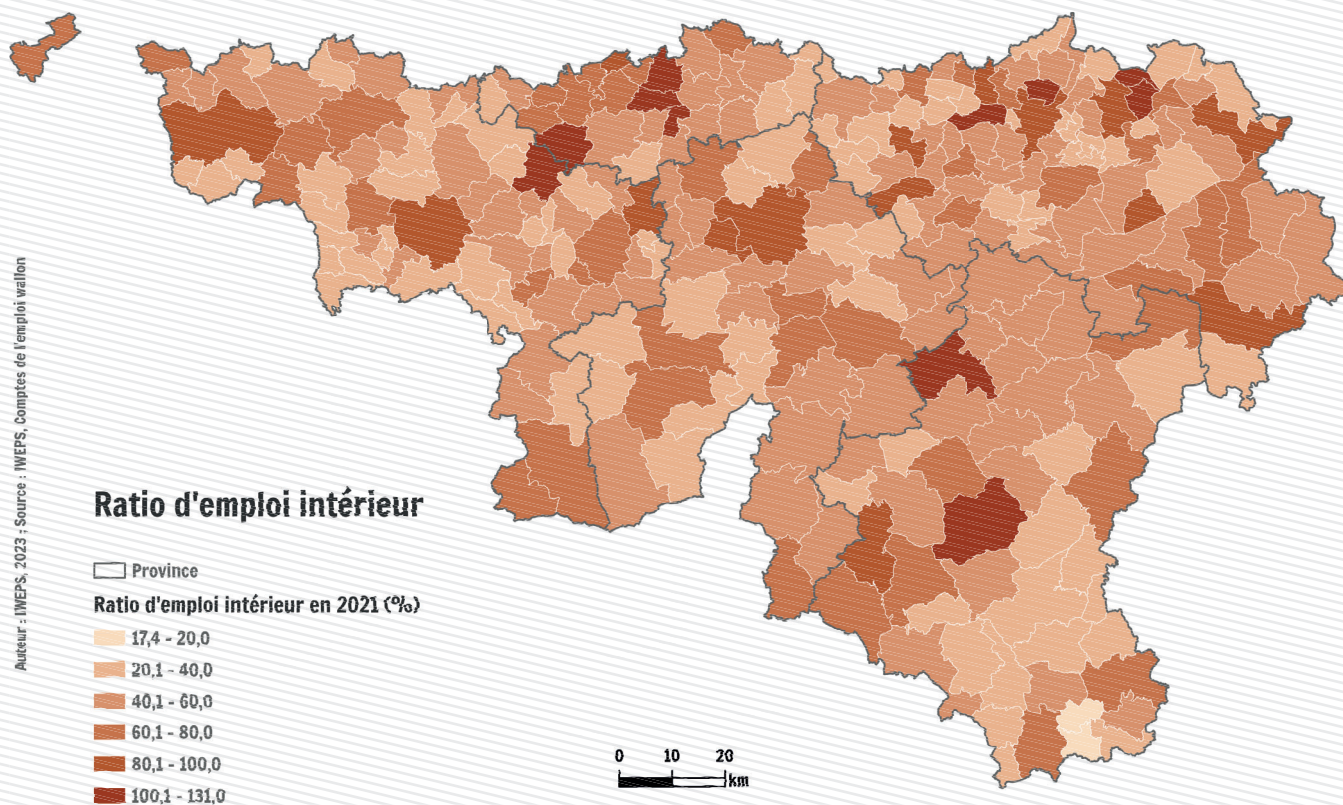 Auteur : IWEPS, 2023 ; Source : IWEPS, Comptes de l'emploi wallon
Ratio d'emploi intérieur
Province
Ratio d'emploi intérieur en 2021 (%)
17,4 - 20,0
20,1 - 40,0
40,1 - 60,0
60,1 - 80,0
80,1 - 100,0
100,1 - 131,0
0 10 20
km